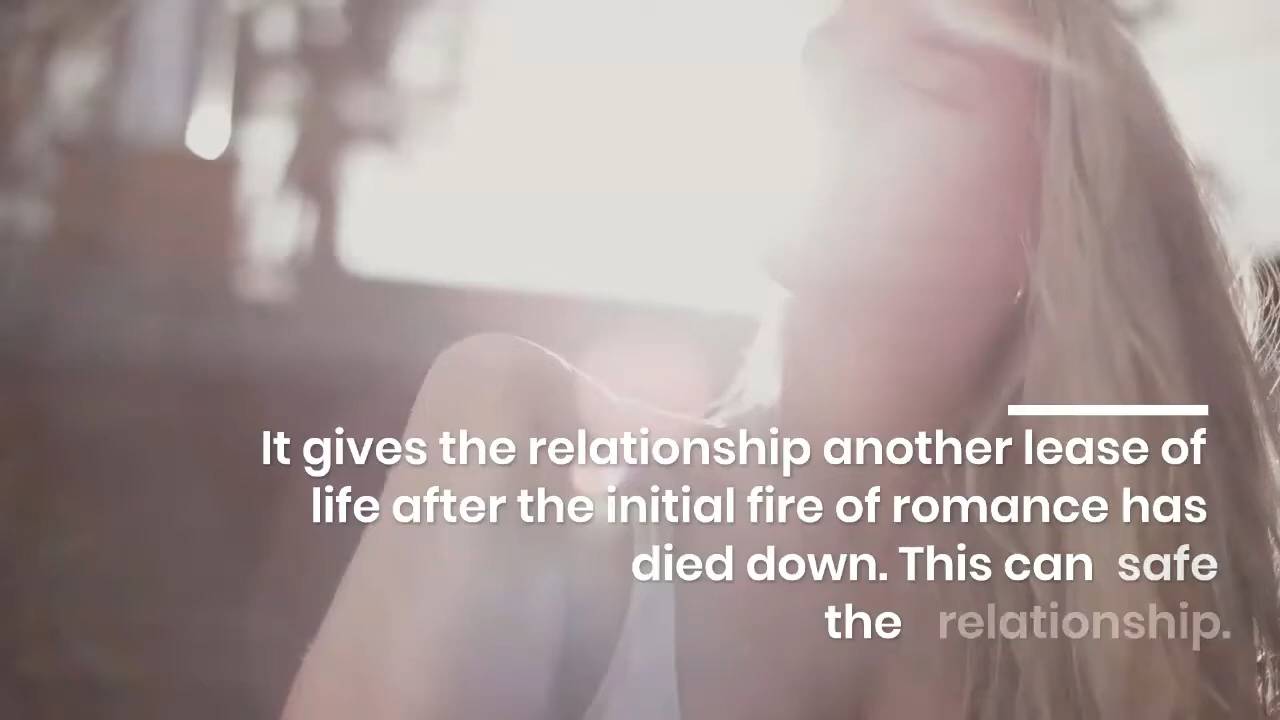 It gives the relationship another lease of
life after the initial fire of romance has
died down. This can safe
the relationship.